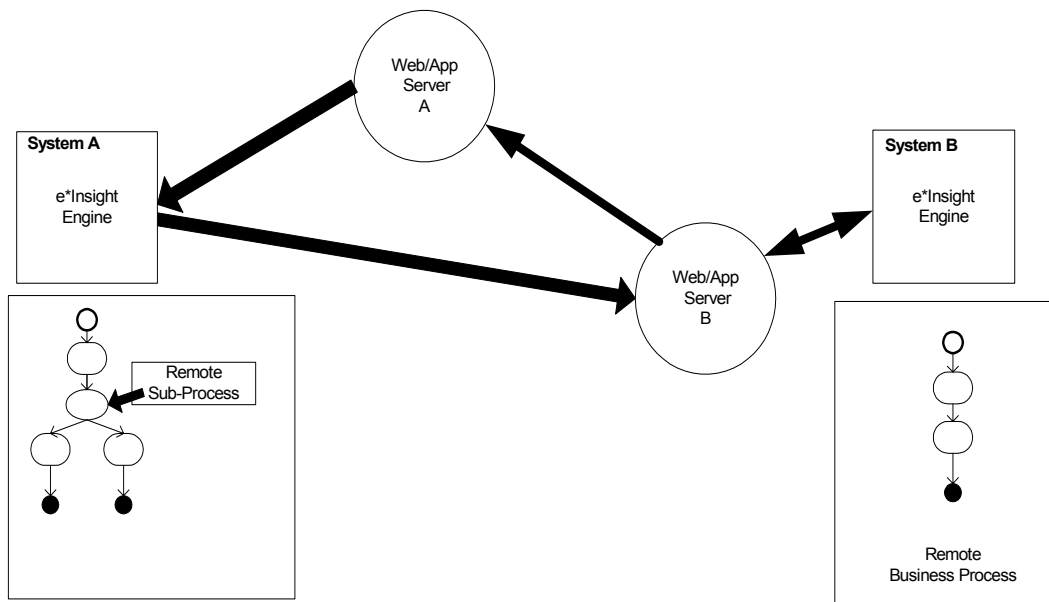 Web/App
Server
A
System A
e*Insight
Engine
System B
e*Insight
Engine
Web/App
Server
B
Remote
Sub-Process
Remote
Business Process